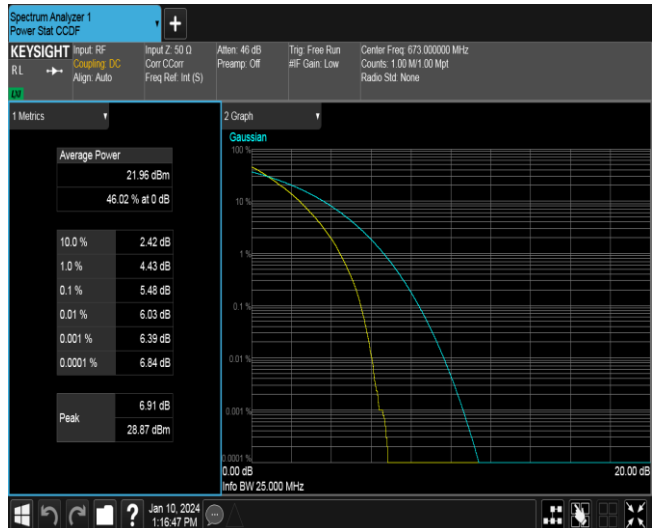 Spectrum Analyzer 1
Power Stat CCDF
+
KEYSIGHT
Input: RF
Coupling: DC
Align: Auto
Input Z: 50 Ω
Corr CCorr
Freq Ref: Int (S)
Atten: 46 dB
Preamp: Off
Trig: Free Run
#IF Gain: Low
Center Freq: 673.000000 MHz
Counts: 1.00 M/1.00 Mpt
Radio Std: None
R L
LXI
1 Metrics
Average Power
21.96 dBm
46.02 % at 0 dB
10.0 % 2.42 dB
1.0 % 4.43 dB
0.1 % 5.48 dB
0.01 % 6.03 dB
0.001 % 6.39 dB
0.0001 % 6.84 dB
Peak
6.91 dB
28.87 dBm
2 Graph
Gaussian
100 %
10 %
1 %
0.1 %
0.01 %
0.001 %
0.0001 %
0.00 dB
20.00 dB
Info BW 25.000 MHz
?
Jan 10, 2024
1:16:47 PM